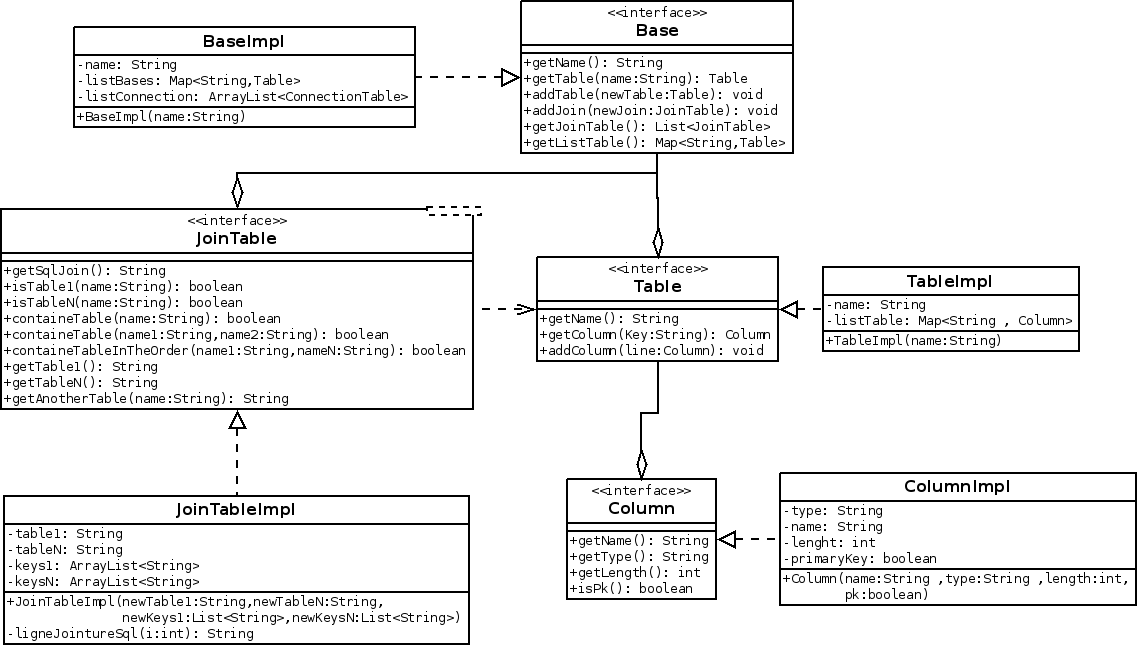 BaseImpl
-name: String
-listBases: Map<String,Table>
-listConnection: ArrayList<ConnectionTable>
+BaseImpl(name:String)
<<interface>>
Base
+getName(): String
+getTable(name:String): Table
+addTable(newTable:Table): void
+addJoin(newJoin:JoinTable): void
+getJoinTable(): List<JoinTable>
+getListTable(): Map<String,Table>
<<interface>>
JoinTable
+getSqlJoin(): String
+isTable1(name:String): boolean
+isTableN(name:String): boolean
+containeTable(name:String): boolean
+containeTable(name1:String,name2:String): boolean
+containeTableInTheOrder(name1:String,nameN:String): boolean
+getTable1(): String
+getTableN(): String
+getAnotherTable(name:String): String
<<interface>>
Table
+getName(): String
+getColumn(Key:String): Column
+addColumn(line:Column): void
TableImpl
-name: String
-listTable: Map<String , Column>
+TableImpl(name:String)
JoinTableImpl
-table1: String
-tableN: String
-keys1: ArrayList<String>
-keysN: ArrayList<String>
+JoinTableImpl(newTable1:String,newTableN:String,
newKeys1:List<String>,newKeysN:List<String>)
-ligneJointureSql(i:int): String
<<interface>>
Column
+getName(): String
+getType(): String
+getLength(): int
+isPk(): boolean
ColumnImpl
-type: String
-name: String
-lenght: int
-primaryKey: boolean
+Column(name:String ,type:String ,length:int,
pk:boolean)